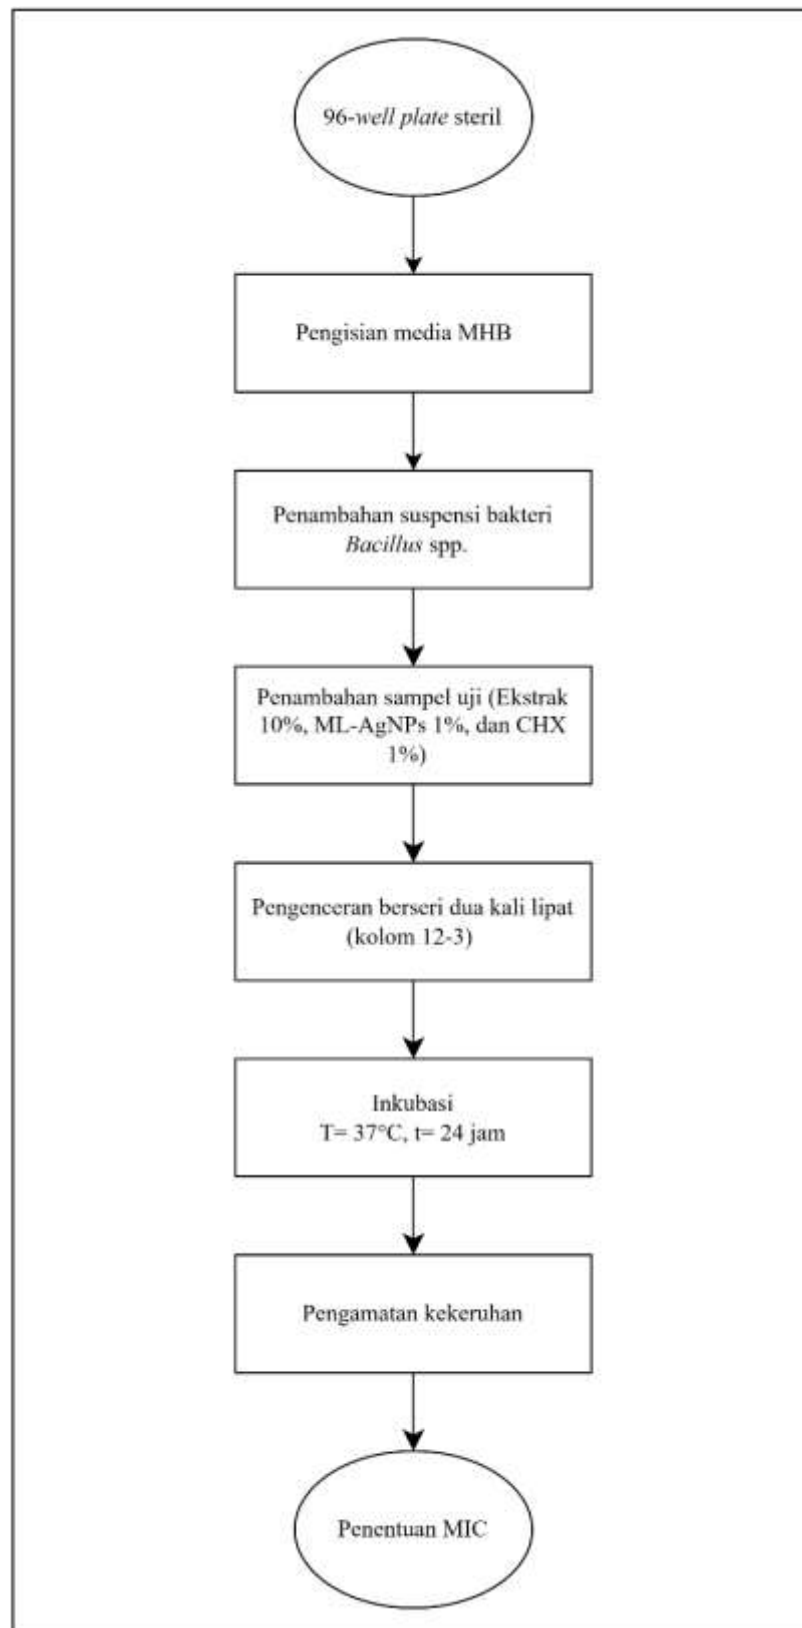 96-well plate steril
Pengisian media MHB
Penambahan suspensi bakteri
Bacillus spp.
Penambahan sampel uji (Ekstrak
10%, ML-AgNPs 1%, dan CHX
1%)
Pengenceran berseri dua kali lipat
(kolom 12-3)
Inkubasi
T= 37°C, t= 24 jam
Pengamatan kekeruhan
Penentuan MIC